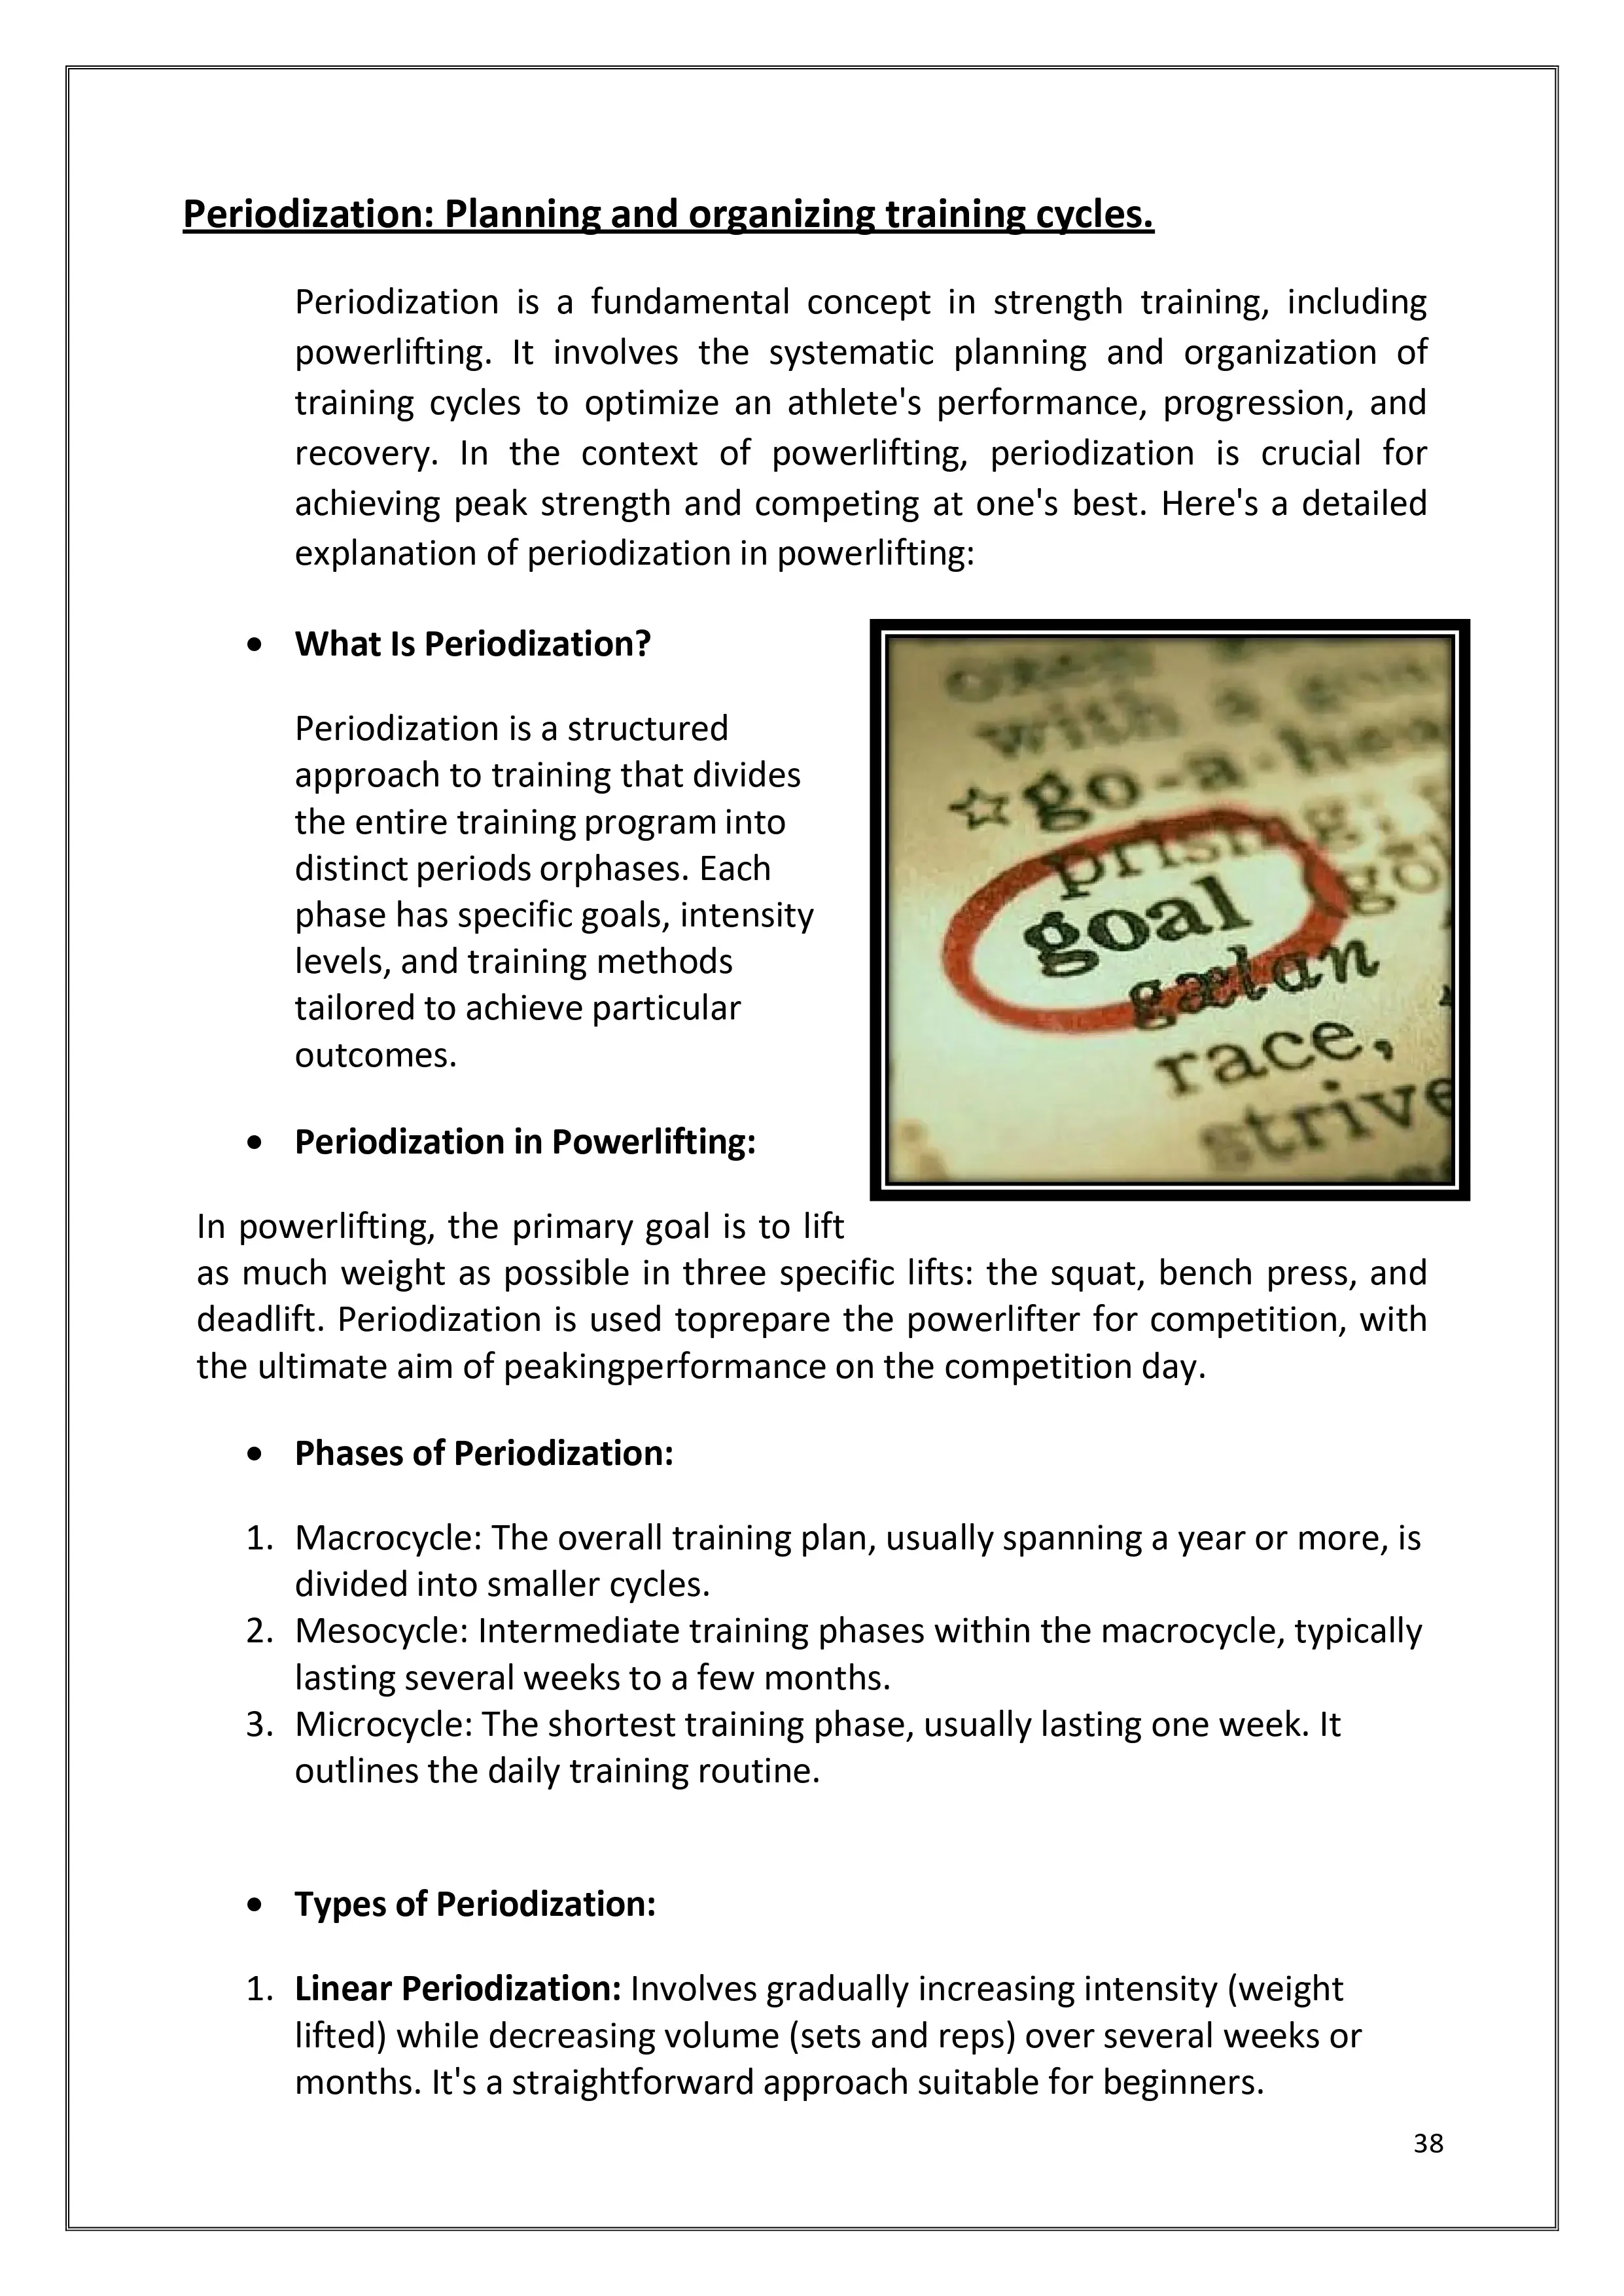 Periodization: Planning and organizing training cycles.
Periodization is a fundamental concept in strength training, including
powerlifting. It involves the systematic planning and organization of
training cycles to optimize an athlete's performance, progression, and
recovery. In the context of powerlifting, periodization is crucial for
achieving peak strength and competing at one's best. Here's a detailed
explanation of periodization in powerlifting:
• What Is Periodization?
Periodization is a structured
approach to training that divides
the entire training program into
distinct periods orphases. Each
phase has specific goals, intensity
levels, and training methods
tailored to achieve particular
outcomes.
with a
☆go-a-hea
prising;
goal
gælan
race,
strive
• Periodization in Powerlifting:
In powerlifting, the primary goal is to lift
as much weight as possible in three specific lifts: the squat, bench press, and
deadlift. Periodization is used toprepare the powerlifter for competition, with
the ultimate aim of peakingperformance on the competition day.
• Phases of Periodization:
1. Macrocycle: The overall training plan, usually spanning a year or more, is
divided into smaller cycles.
2. Mesocycle: Intermediate training phases within the macrocycle, typically
lasting several weeks to a few months.
3. Microcycle: The shortest training phase, usually lasting one week. It
outlines the daily training routine.
• Types of Periodization:
1. Linear Periodization: Involves gradually increasing intensity (weight
lifted) while decreasing volume (sets and reps) over several weeks or
months. It's a straightforward approach suitable for beginners.
38